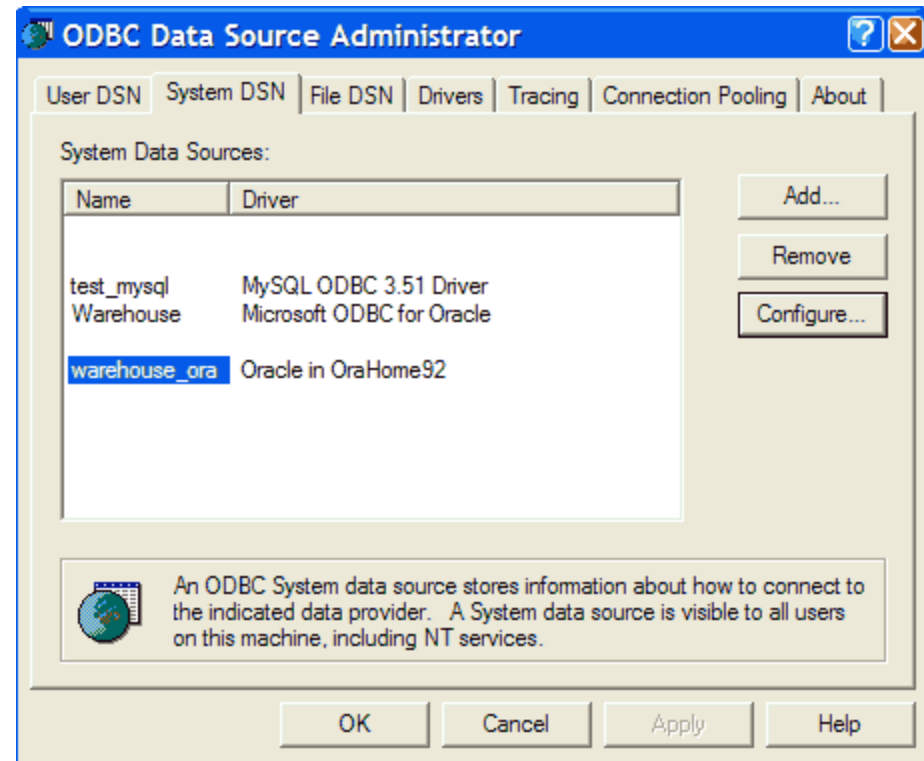 ODBC Data Source Administrator
User DSN System DSN File DSN Drivers Tracing Connection Pooling About
System Data Sources:
Name Driver
Add...
Remove
test_mysql MySQL ODBC 3.51 Driver
Warehouse Microsoft ODBC for Oracle
Configure...
warehouse_ora Oracle in OraHome92
An ODBC System data source stores information about how to connect to
the indicated data provider. A System data source is visible to all users
on this machine, including NT services.
OK Cancel Apply Help